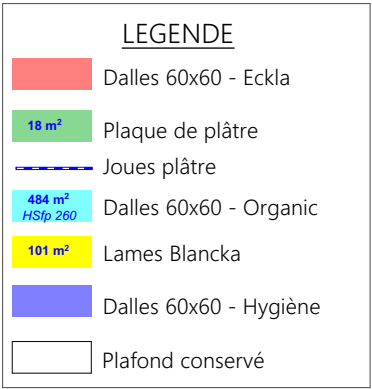 LEGENDE
Dalles 60x60 - Eckla
18 m² Plaque de plâtre
Joues plâtre
484 m²
HSfp 260
Dalles 60x60 - Organic
101 m² Lames Blancka
Dalles 60x60 - Hygiène
Plafond conservé